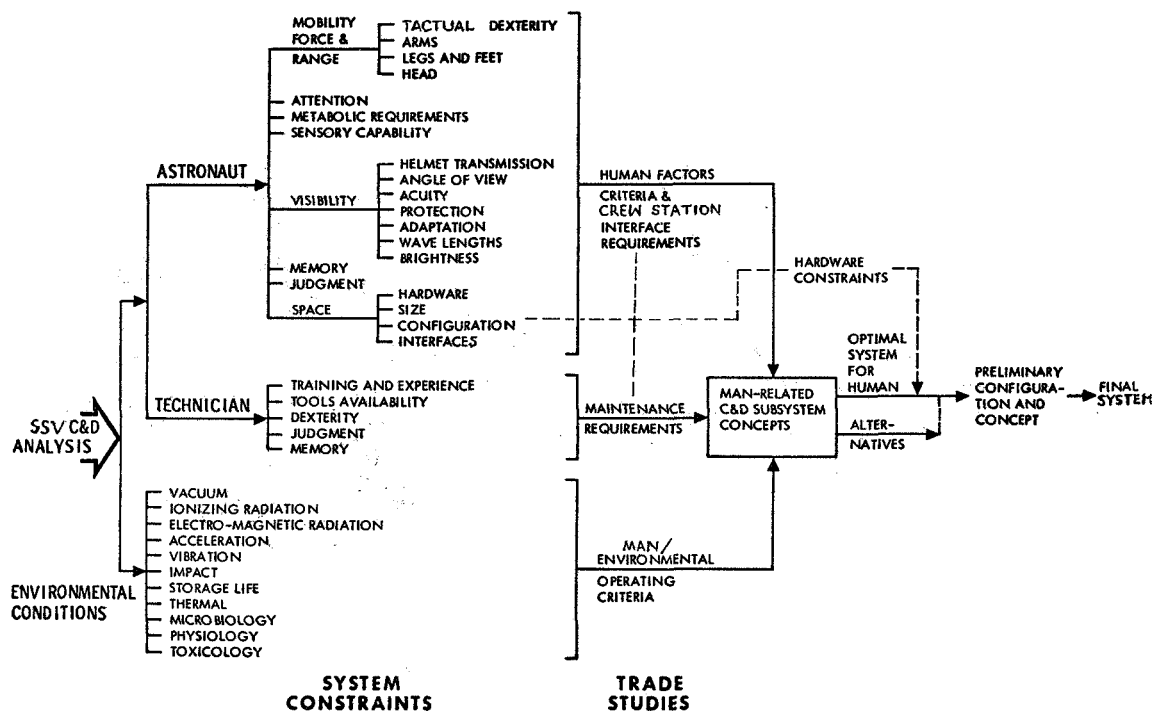 MOBILITY
FORCE &
RANGE
TACTUAL DEXTERITY
ARMS
LEGS AND FEET
HEAD
ATTENTION
METABOLIC REQUIREMENTS
SENSORY CAPABILITY
ASTRONAUT
VISIBILITY
HELMET TRANSMISSION
ANGLE OF VIEW
ACUITY
PROTECTION
ADAPTATION
WAVE LENGTHS
BRIGHTNESS
MEMORY
JUDGMENT
SPACE
HARDWARE
SIZE
CONFIGURATION
INTERFACES
HUMAN FACTORS
CRITERIA &
CREW STATION
INTERFACE
REQUIREMENTS
HARDWARE
CONSTRAINTS
TECHNICIAN
TRAINING AND EXPERIENCE
TOOLS AVAILABILITY
DEXTERITY
JUDGMENT
MEMORY
MAINTENANCE
REQUIREMENTS
MAN-RELATED
C&D SUBSYSTEM
CONCEPTS
OPTIMAL
SYSTEM
FOR
HUMAN
ALTER-
NATIVES
PRELIMINARY
CONFIGURA-
TION AND
CONCEPT
FINAL
SYSTEM
SSV C&D
ANALYSIS
ENVIRONMENTAL
CONDITIONS
VACUUM
IONIZING RADIATION
ELECTRO-MAGNETIC RADIATION
ACCELERATION
VIBRATION
IMPACT
STORAGE LIFE
THERMAL
MICROBIOLOGY
PHYSIOLOGY
TOXICOLOGY
MAN/
ENVIRONMENTAL
OPERATING
CRITERIA
SYSTEM
CONSTRAINTS
TRADE
STUDIES